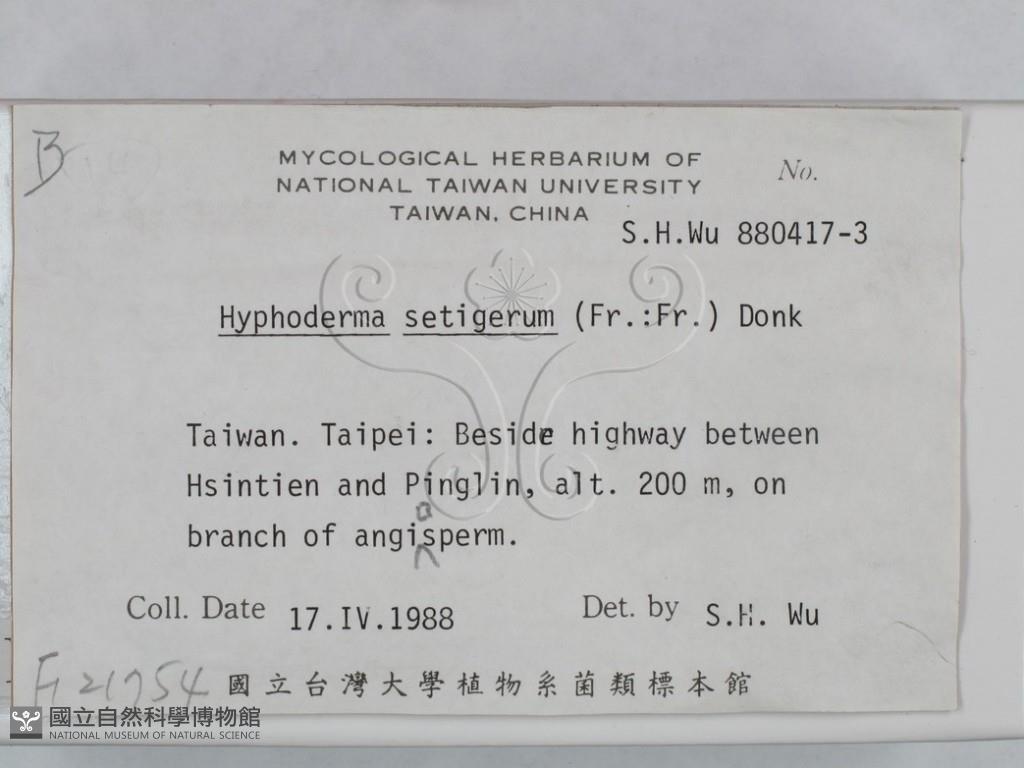 B
MYCOLOGICAL HERBARIUM OF
NATIONAL TAIWAN UNIVERSITY
TAIWAN, CHINA
No.
S.H.Wu 880417-3
Hyphoderma setigerum (Fr.:Fr.) Donk
Taiwan. Taipei: Beside highway between
Hsintien and Pinglin, alt. 200 m, on
branch of angiosperm.
Coll. Date 17.IV.1988 Det. by S.H. Wu
F 21754 國立台灣大學植物系菌類標本館
國立自然科學博物館
NATIONAL MUSEUM OF NATURAL SCIENCE